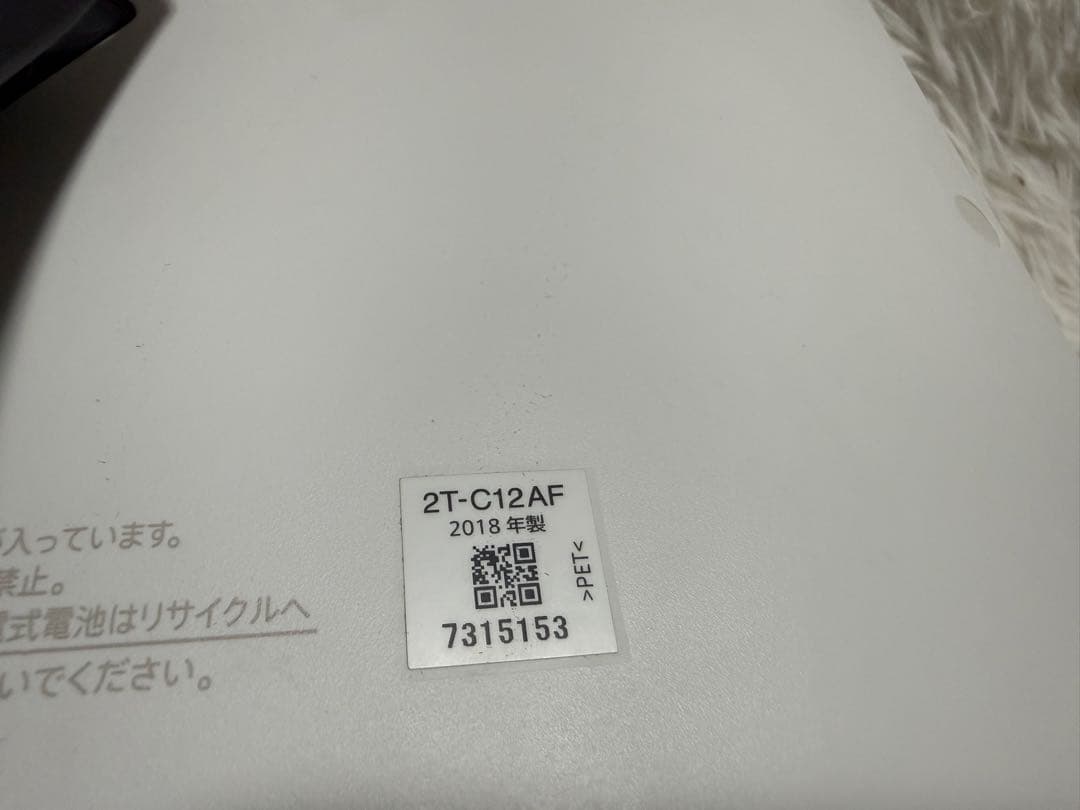 2T-C12AF
2018 年製
>PET<
7315153
入っています。
禁止。
式電池はリサイクルへ
いでください。